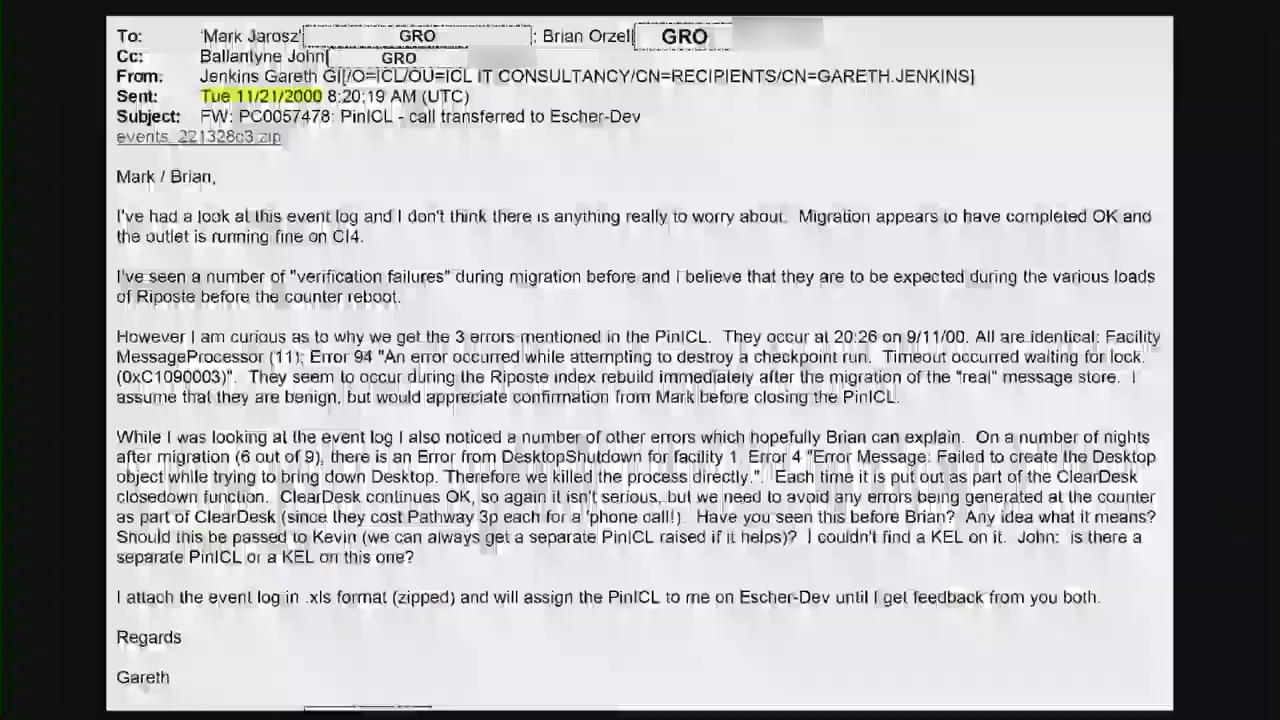 To: 'Mark Jarosz' GRO ; Brian Orzel[ GRO
Cc: Ballantyne John[ GRO
From: Jenkins Gareth GI[/O=ICL/OU=ICL IT CONSULTANCY/CN=RECIPIENTS/CN=GARETH.JENKINS]
Sent: Tue 11/21/2000 8:20:19 AM (UTC)
Subject: FW: PC0057478: PinICL - call transferred to Escher-Dev
events_221328c3.zip
Mark / Brian,
I've had a look at this event log and I don't think there is anything really to worry about. Migration appears to have completed OK and
the outlet is running fine on CI4.
I've seen a number of "verification failures" during migration before and I believe that they are to be expected during the various loads
of Riposte before the counter reboot.
However I am curious as to why we get the 3 errors mentioned in the PinICL. They occur at 20:26 on 9/11/00. All are identical: Facility
MessageProcessor (11); Error 94 "An error occurred while attempting to destroy a checkpoint run. Timeout occurred waiting for lock.
(0xC1090003)". They seem to occur during the Riposte index rebuild immediately after the migration of the "real" message store. I
assume that they are benign, but would appreciate confirmation from Mark before closing the PinICL.
While I was looking at the event log I also noticed a number of other errors which hopefully Brian can explain. On a number of nights
after migration (6 out of 9), there is an Error from DesktopShutdown for facility 1, Error 4 "Error Message: Failed to create the Desktop
object while trying to bring down Desktop. Therefore we killed the process directly.". Each time it is put out as part of the ClearDesk
closedown function. ClearDesk continues OK, so again it isn't serious, but we need to avoid any errors being generated at the counter
as part of ClearDesk (since they cost Pathway 3p each for a 'phone call!). Have you seen this before Brian? Any idea what it means?
Should this be passed to Kevin (we can always get a separate PinICL raised if it helps)? I couldn't find a KEL on it. John: is there a
separate PinICL or a KEL on this one?
I attach the event log in .xls format (zipped) and will assign the PinICL to me on Escher-Dev until I get feedback from you both.
Regards
Gareth